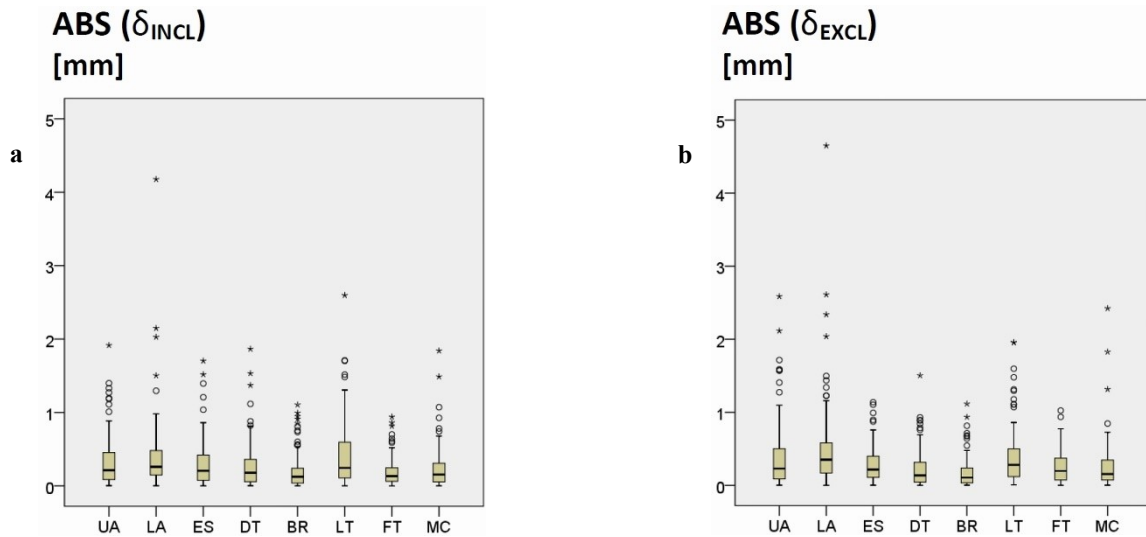 ABS (δINCL)
[mm]
a
5
4
3
2
1
0
UA LA ES DT BR LT FT MC
ABS (δEXCL)
[mm]
b
5
4
3
2
1
0
UA LA ES DT BR LT FT MC